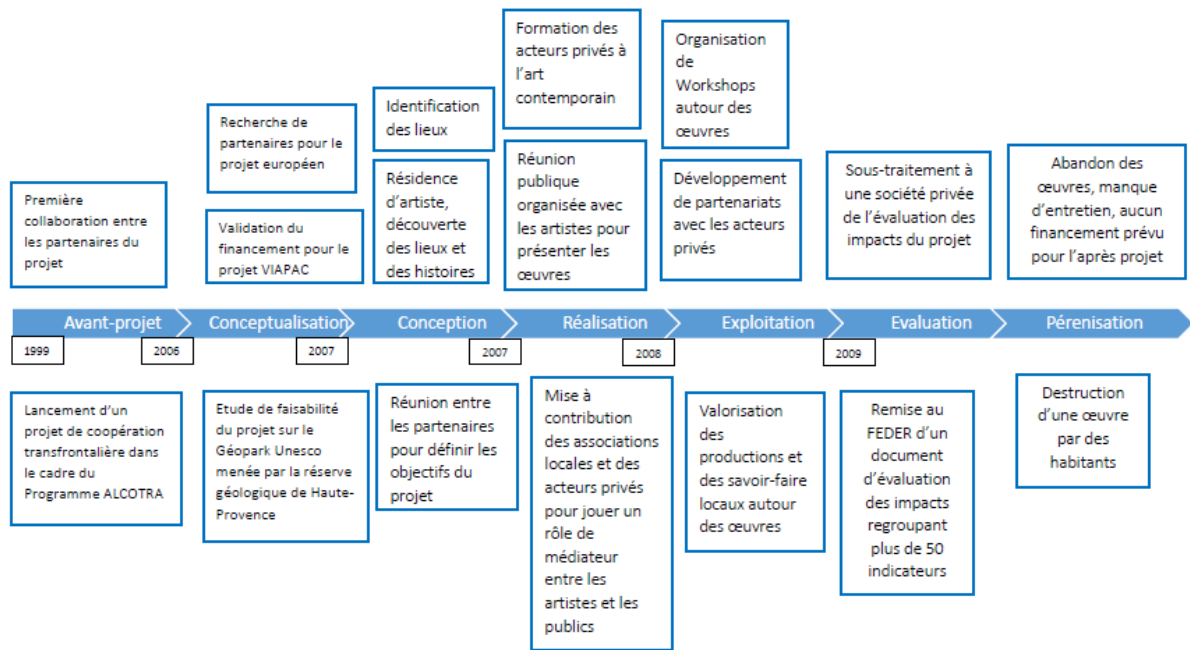 Formation des
acteurs privés à
l'art
contemporain
Organisation
de
Workshops
autour des
œuvres
Recherche de
partenaires pour le
projet européen
Identification
des lieux
Première
collaboration entre
les partenaires du
projet
Validation du
financement pour le
projet VIAPAC
Résidence
d'artiste,
découverte
des lieux et
des histoires
Réunion
publique
organisée avec
les artistes pour
présenter les
œuvres
Développement
de partenariats
avec les acteurs
privés
Sous-traitement à
une société privée
de l'évaluation des
impacts du projet
Abandon des
œuvres, manque
d'entretien, aucun
financement prévu
pour l'après projet
Avant-projet
Conceptualisation
Conception
Réalisation
Exploitation
Evaluation
Pérenisation
1999
2006
2007
2007
2008
2009
Lancement d'un
projet de coopération
transfrontalière dans
le cadre du
Programme ALCOTRA
Etude de faisabilité
du projet sur le
Géopark Unesco
menée par la réserve
géologique de Haute-
Provence
Réunion entre
les partenaires
pour définir les
objectifs du
projet
Mise à
contribution
des associations
locales et des
acteurs privés
pour jouer un
rôle de
médiateur
entre les
artistes et les
publics
Valorisation
des
productions et
des savoir-faire
locaux autour
des œuvres
Remise au
FEDER d'un
document
d'évaluation
des impacts
regroupant
plus de 50
indicateurs
Destruction
d'une œuvre
par des
habitants